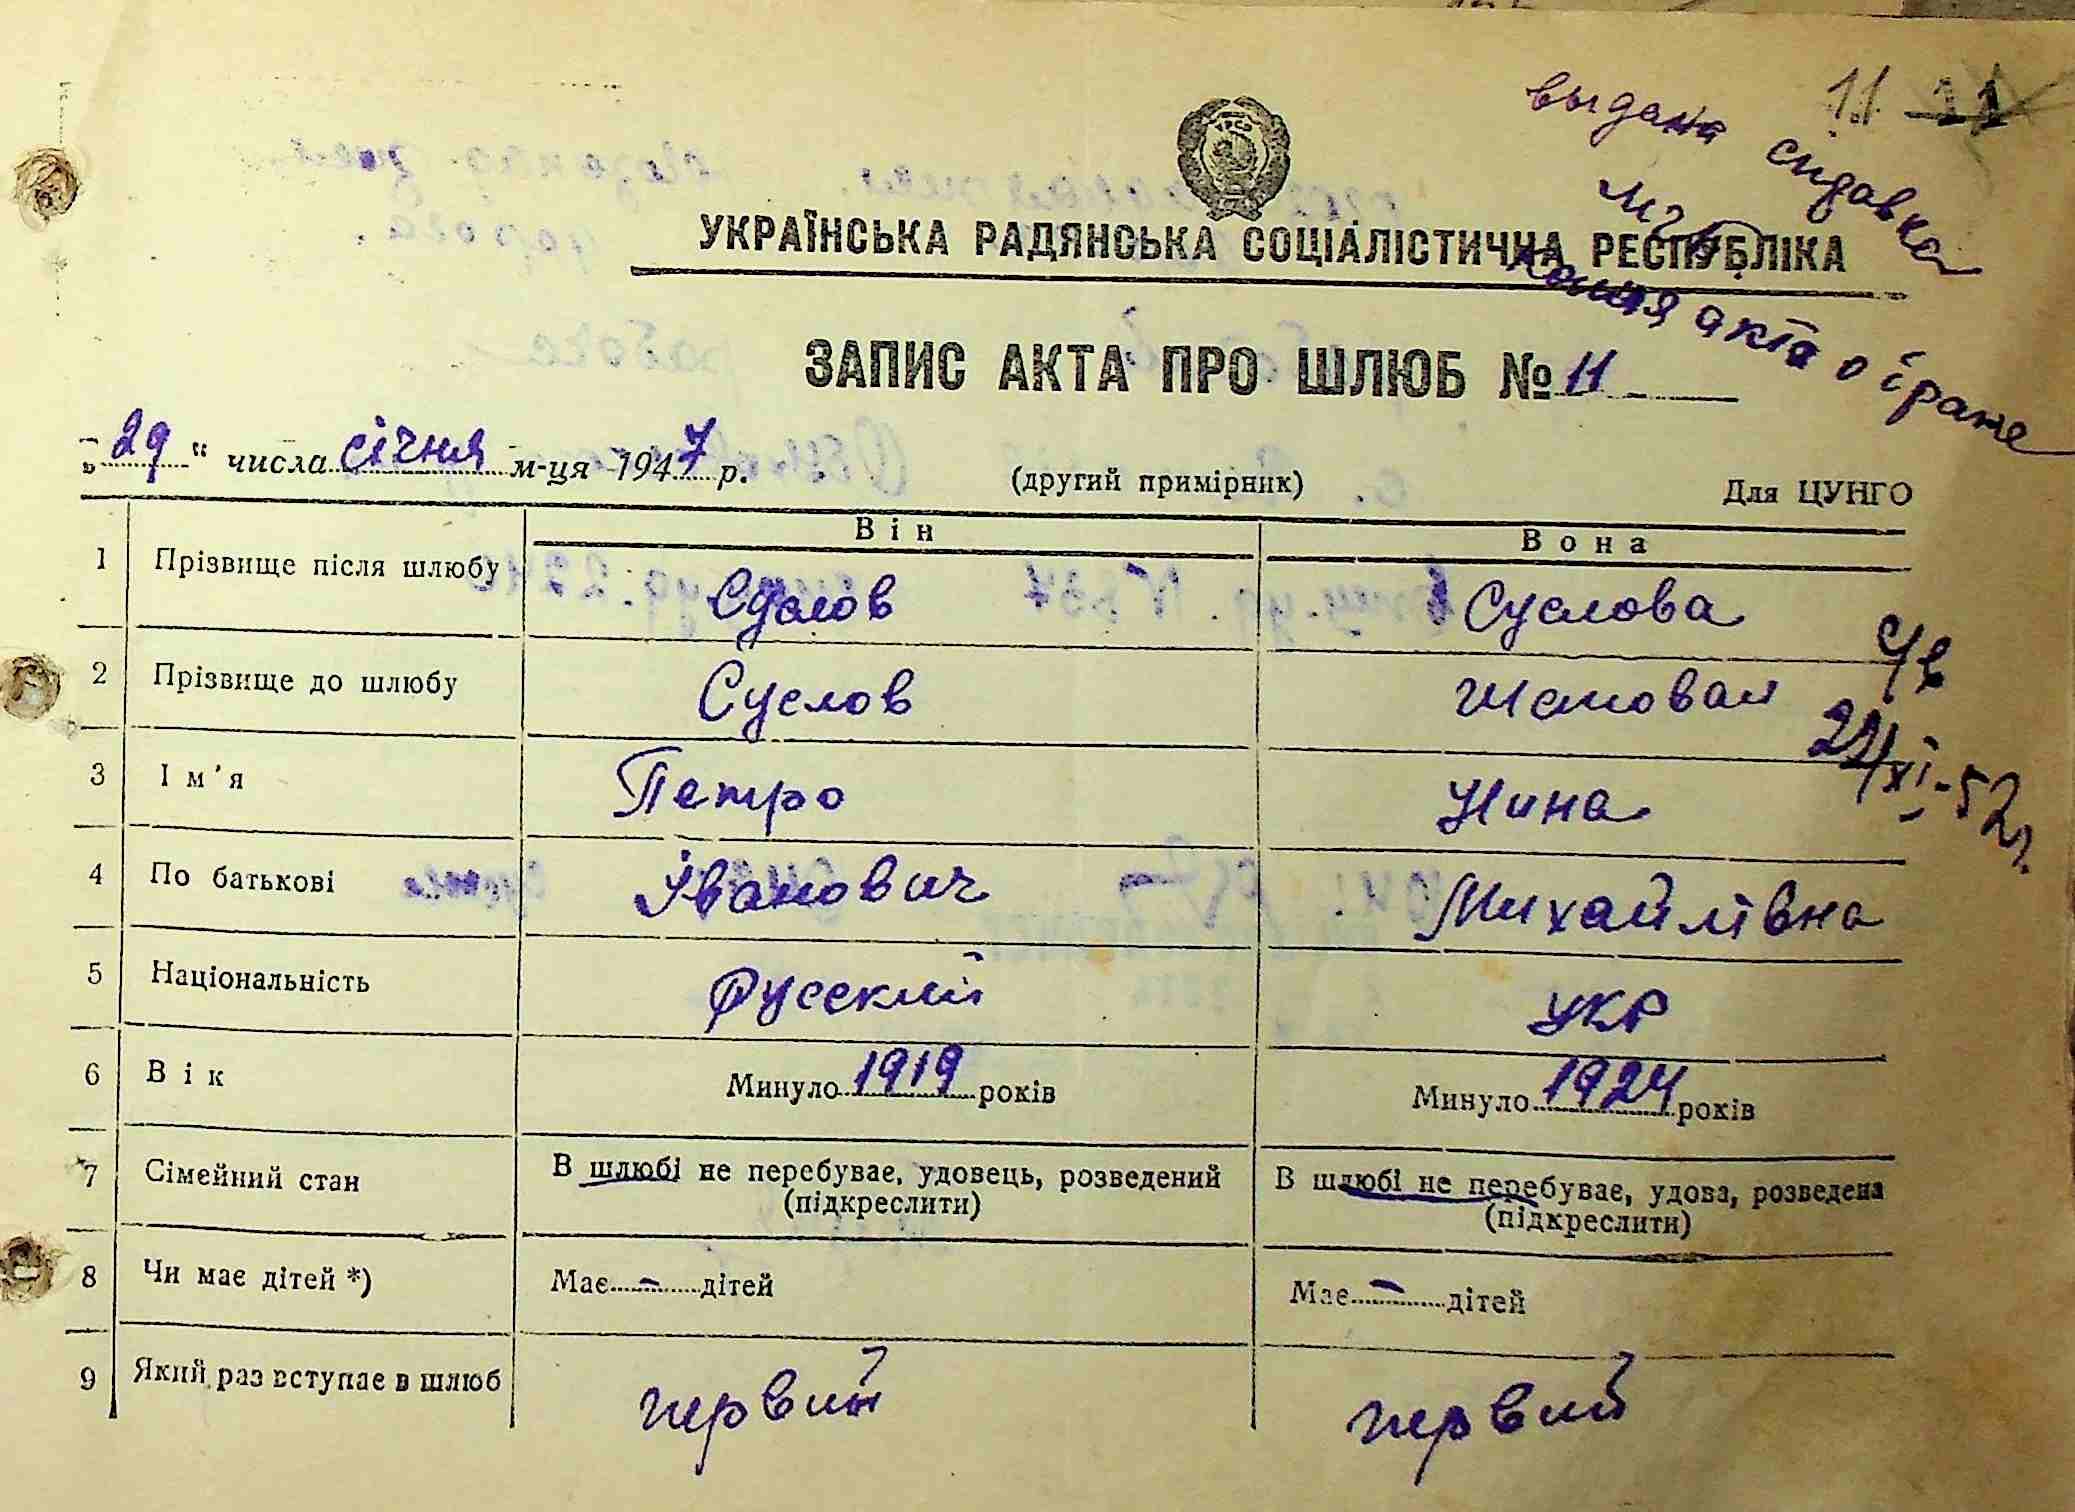 11 11
выдана справка
копия акта о браке
УРСР
УКРАЇНСЬКА РАДЯНСЬКА СОЦІАЛІСТИЧНА РЕСПУБЛІКА
ЗАПИС АКТА ПРО ШЛЮБ № 11
„29“ числа січня м-ця 1947 р. (другий примірник) Для ЦУНГО
Він Вона
1 Прізвище після шлюбу Суслов Суслова
2 Прізвище до шлюбу Суслов Шаповал
21/XI-52г.
3 Ім’я Петро Нина
4 По батькові Іванович Михайлівна
5 Національність Русский укр
6 Вік Минуло 1919 років Минуло 1924 років
7 Сімейний стан В шлюбі не перебуває, удовець, розведений В шлюбі не перебуває, удова, розведена
(підкреслити) (підкреслити)
8 Чи має дітей *) Має - дітей Має - дітей
9 Який раз вступає в шлюб первий первий